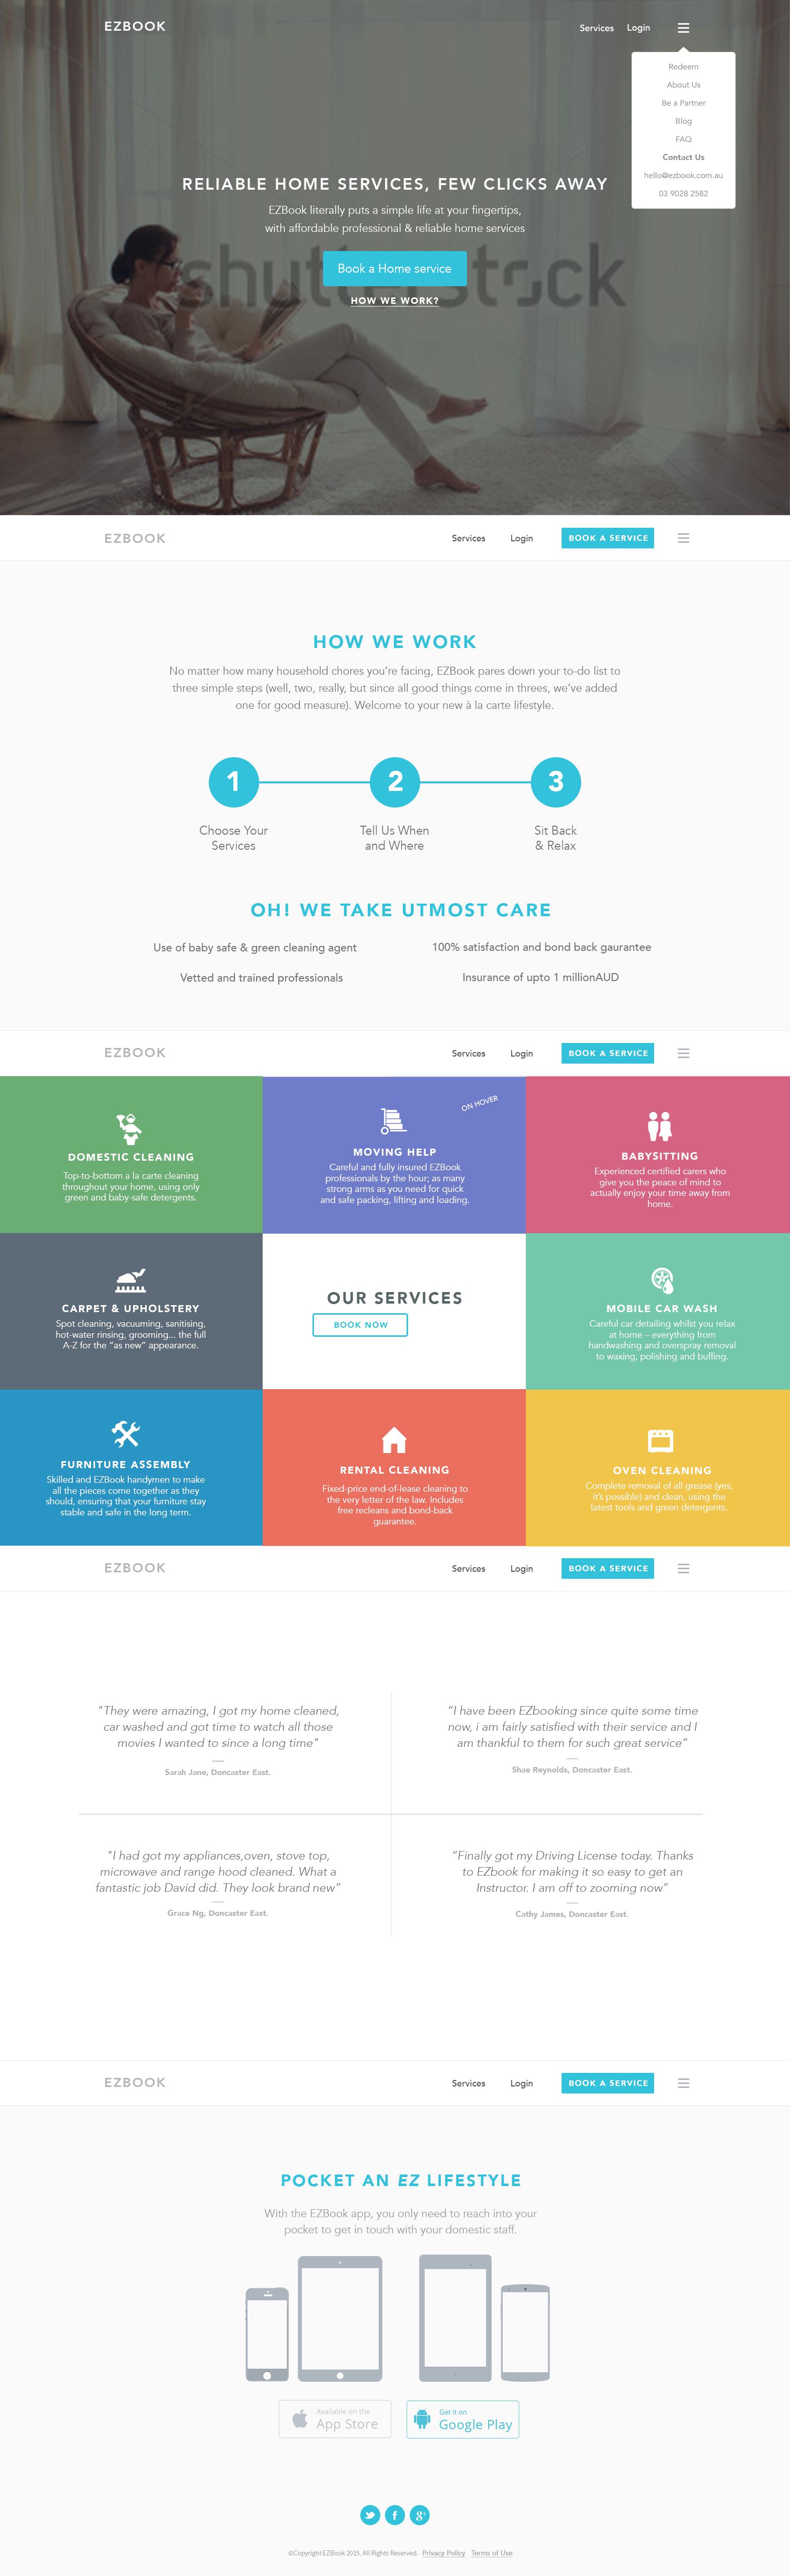 EZBOOK
Services Login
Redeem
About Us
Be a Partner
Blog
FAQ
Contact Us
hello@ezbook.com.au
03 9028 2582
RELIABLE HOME SERVICES, FEW CLICKS AWAY
EZBook literally puts a simple life at your fingertips,
with affordable professional & reliable home services
shutterstock
Book a Home service
HOW WE WORK?
EZBOOK
Services Login BOOK A SERVICE
HOW WE WORK
No matter how many household chores you're facing, EZBook pares down your to-do list to
three simple steps (well, two, really, but since all good things come in threes, we've added
one for good measure). Welcome to your new à la carte lifestyle.
1 2 3
Choose Your
Services
Tell Us When
and Where
Sit Back
& Relax
OH! WE TAKE UTMOST CARE
Use of baby safe & green cleaning agent
100% satisfaction and bond back gaurantee
Vetted and trained professionals
Insurance of upto 1 millionAUD
EZBOOK
Services Login BOOK A SERVICE
DOMESTIC CLEANING
Top-to-bottom a la carte cleaning
throughout your home, using only
green and baby-safe detergents.
ON HOVER
MOVING HELP
Careful and fully insured EZBook
professionals by the hour; as many
strong arms as you need for quick
and safe packing, lifting and loading.
BABYSITTING
Experienced certified carers who
give you the peace of mind to
actually enjoy your time away from
home.
CARPET & UPHOLSTERY
Spot cleaning, vacuuming, sanitising,
hot-water rinsing, grooming... the full
A-Z for the "as new" appearance.
OUR SERVICES
BOOK NOW
MOBILE CAR WASH
Careful car detailing whilst you relax
at home – everything from
handwashing and overspray removal
to waxing, polishing and buffing.
FURNITURE ASSEMBLY
Skilled and EZBook handymen to make
all the pieces come together as they
should, ensuring that your furniture stay
stable and safe in the long term.
RENTAL CLEANING
Fixed-price end-of-lease cleaning to
the very letter of the law. Includes
free recleans and bond-back
guarantee.
OVEN CLEANING
Complete removal of all grease (yes,
it's possible) and clean, using the
latest tools and green detergents.
EZBOOK
Services Login BOOK A SERVICE
"They were amazing, I got my home cleaned,
car washed and got time to watch all those
movies I wanted to since a long time"
Sarah Jane, Doncaster East.
"I have been EZbooking since quite some time
now, i am fairly satisfied with their service and I
am thankful to them for such great service"
Shae Reynolds, Doncaster East.
"I had got my appliances,oven, stove top,
microwave and range hood cleaned. What a
fantastic job David did. They look brand new"
Grace Ng, Doncaster East.
"Finally got my Driving License today. Thanks
to EZbook for making it so easy to get an
Instructor. I am off to zooming now"
Cathy James, Doncaster East.
EZBOOK
Services Login BOOK A SERVICE
POCKET AN EZ LIFESTYLE
With the EZBook app, you only need to reach into your
pocket to get in touch with your domestic staff.
Available on the
App Store
Get it on
Google Play
©Copyright EZBook 2015. All Rights Reserved. Privacy Policy Terms of Use